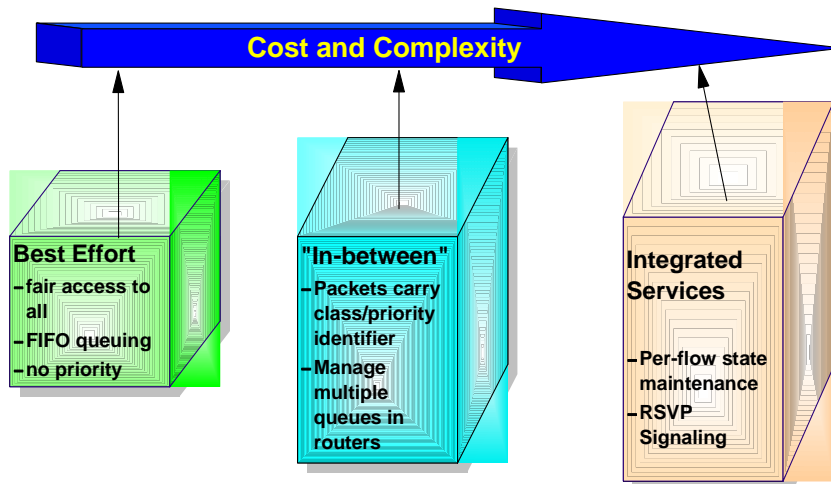 Cost and Complexity
Best Effort
–fair access to
all
–FIFO queuing
–no priority
"In-between"
–Packets carry
class/priority
identifier
–Manage
multiple
queues in
routers
Integrated
Services
–Per-flow state
maintenance
–RSVP
Signaling